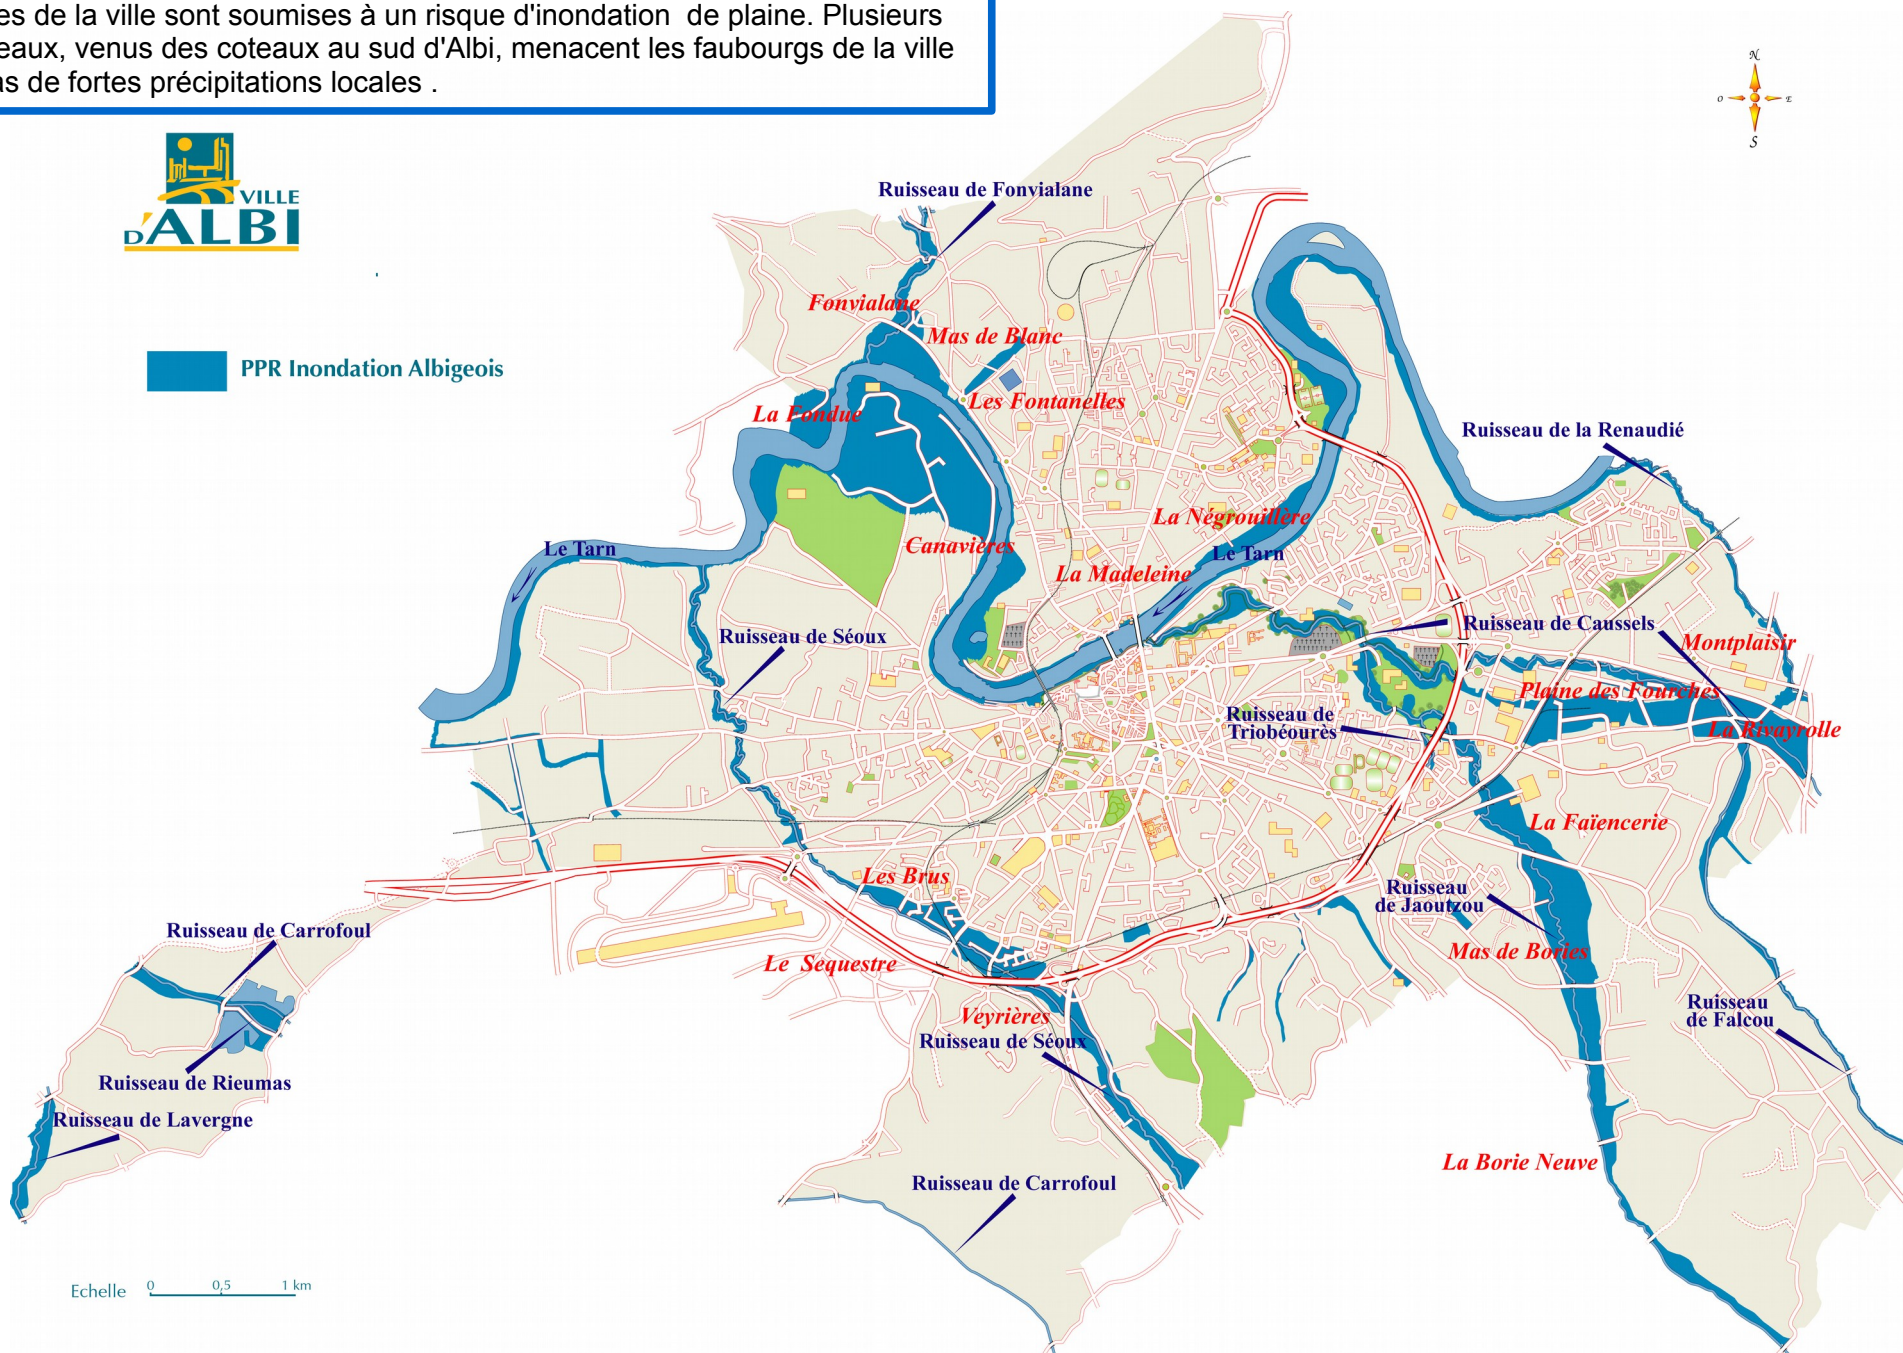 es de la ville sont soumises à un risque d'inondation de plaine. Plusieurs
eaux, venus des coteaux au sud d'Albi, menacent les faubourgs de la ville
as de fortes précipitations locales .
N
O
E
S
VILLE
D'ALBI
PPR Inondation Albigeois
Ruisseau de Fonvialane
Fonvialane
Mas de Blanc
La Fondue
Les Fontanelles
Ruisseau de la Renaudié
La Négrouillère
Canavières
Le Tarn
Le Tarn
La Madeleine
Ruisseau de Séoux
Ruisseau de Caussels
Montplaisir
Plaine des Fourches
Ruisseau de
Triobéourès
La Rivayrolle
La Faïencerie
Les Brus
Ruisseau
de Jaoutzou
Ruisseau de Carrofoul
Le Sequestre
Mas de Bories
Veyrières
Ruisseau de Séoux
Ruisseau
de Falcou
Ruisseau de Rieumas
Ruisseau de Lavergne
La Borie Neuve
Ruisseau de Carrofoul
Echelle 0 0,5 1 km